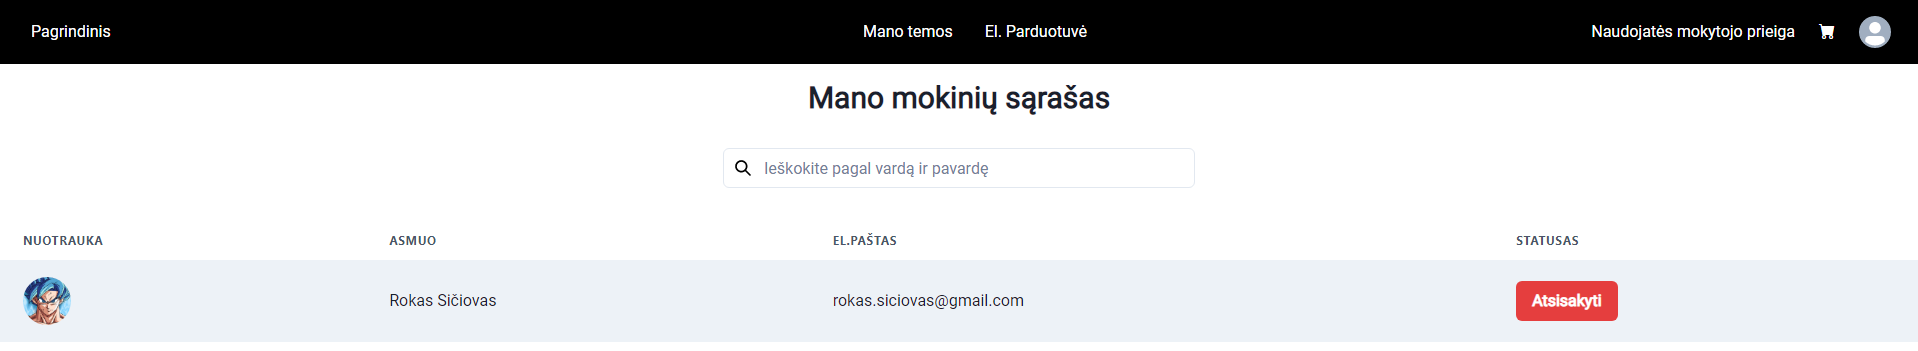 Pagrindinis Mano temos El. Parduotuvė Naudojatės mokytojo prieiga
Mano mokinių sąrašas
Ieškokite pagal vardą ir pavardę
NUOTRAUKA ASMUO EL.PAŠTAS STATUSAS
Rokas Sičiovas rokas.siciovas@gmail.com Atsisakyti